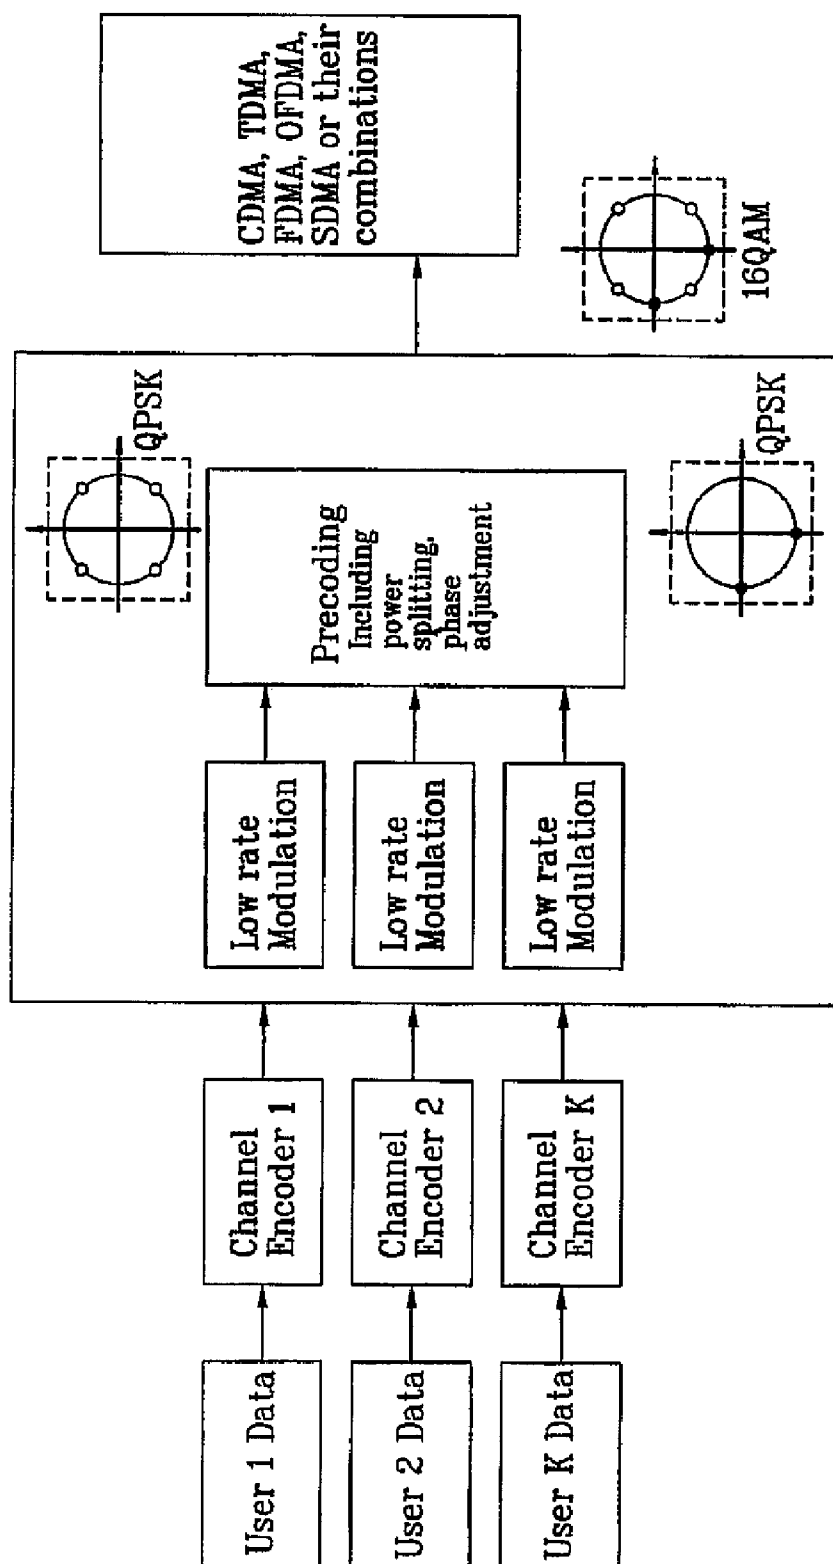 User 1 Data
User 2 Data
User K Data
Channel
Encoder 1
Channel
Encoder 2
Channel
Encoder K
Low rate
Modulation
Low rate
Modulation
Low rate
Modulation
QPSK
Precoding
Including
power
splitting,
phase
adjustment
QPSK
CDMA, TDMA,
FDMA, OFDMA,
SDMA or their
combinations
16QAM